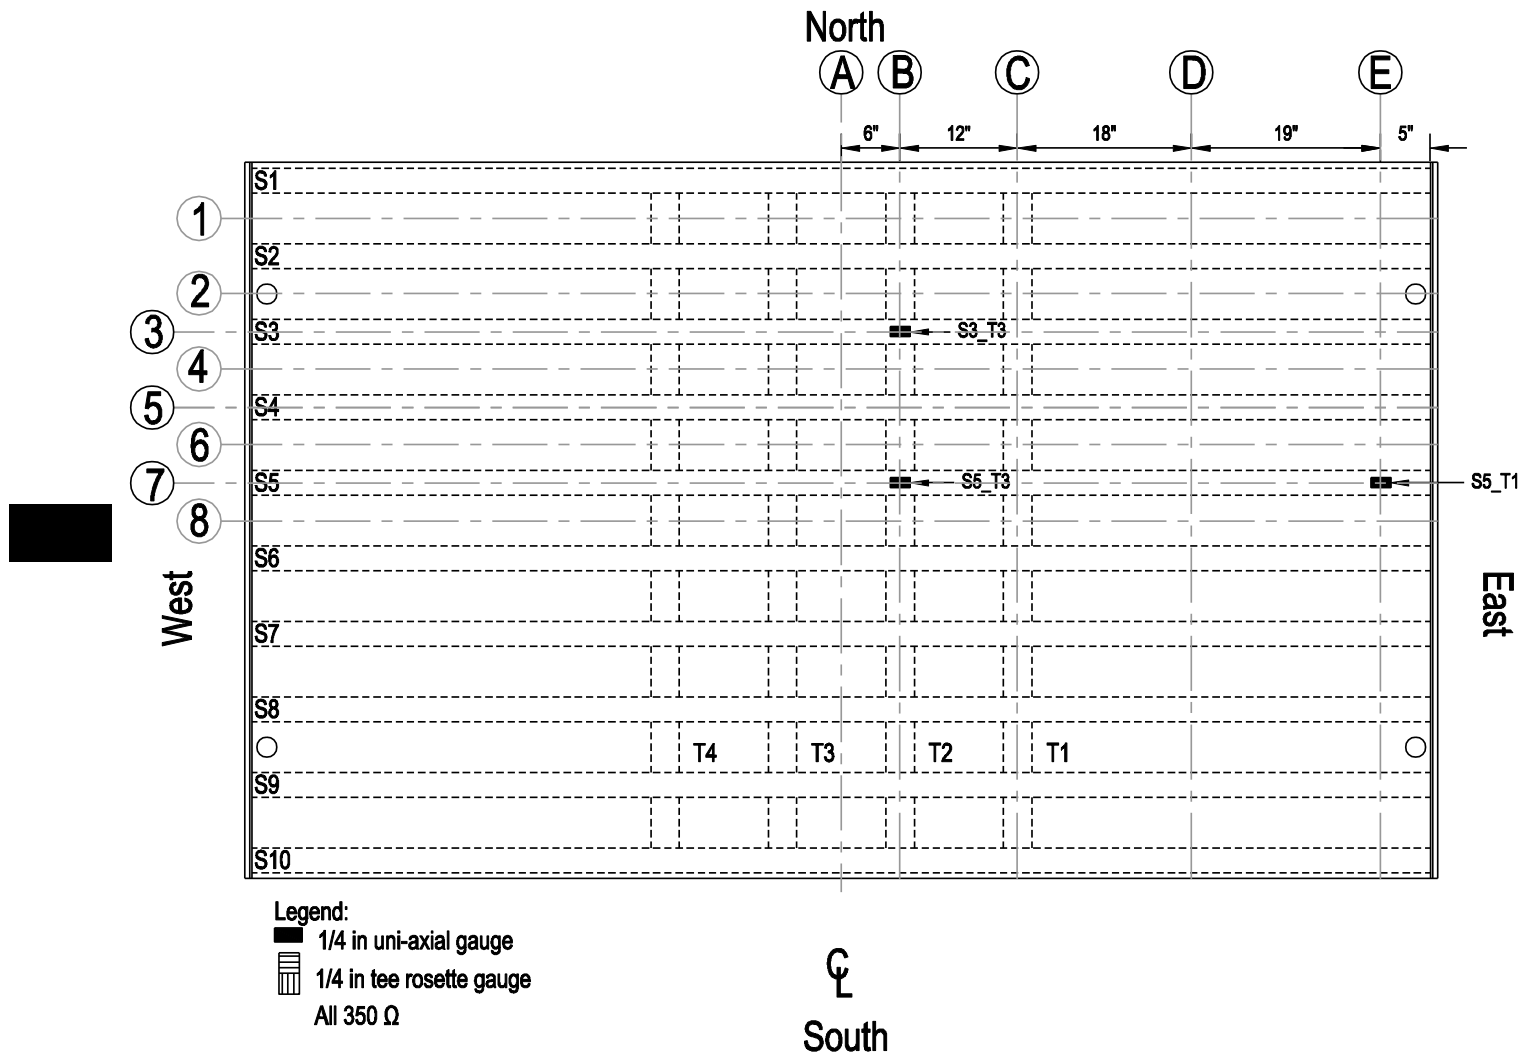 North
A B C D E
6" 12" 18" 19" 5"
S1
1
S2
2
3 S3 S3_T3
4
5 S4
6
7 S5 S5_T3 S5_T1
8
S6
West
East
S7
S8
T4 T3 T2 T1
S9
S10
Legend:
1/4 in uni-axial gauge
1/4 in tee rosette gauge
All 350 Ω
CL
South